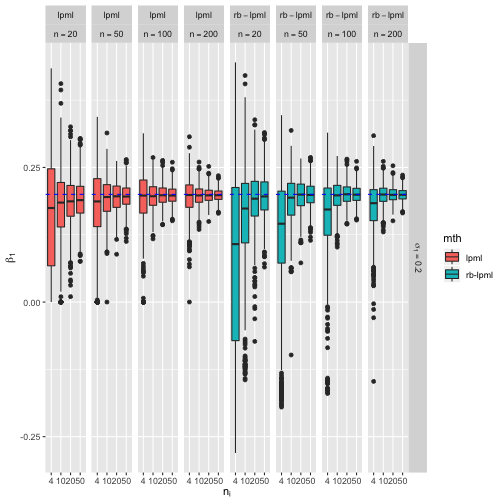 lpml lpml lpml lpml rb−lpml rb−lpml rb−lpml rb−lpml
n = 20 n = 50 n = 100 n = 200 n = 20 n = 50 n = 100 n = 200
0.25
0.00
-0.25
β1
σ1 = 0.2
mth
lpml
rb-lpml
4 102050 4 102050 4 102050 4 102050 4 102050 4 102050 4 102050 4 102050
ni